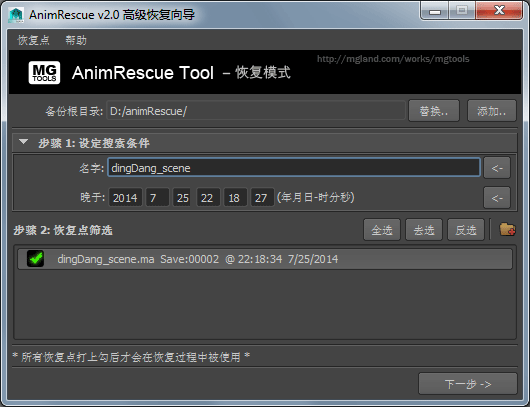 AnimRescue v2.0 高级恢复向导
恢复点 帮助
http://mgland.com/works/mgtools
MG TOOLS AnimRescue Tool – 恢复模式
备份根目录: D:/animRescue/ 替换.. 添加..
步骤 1: 设定搜索条件
名字: dingDang_scene <-
晚于: 2014 7 25 22 18 27 (年月日-时分秒) <-
步骤 2: 恢复点筛选 全选 去选 反选
dingDang_scene.ma Save:00002 @ 22:18:34 7/25/2014
* 所有恢复点打上勾后才会在恢复过程中被使用 *
下一步 ->